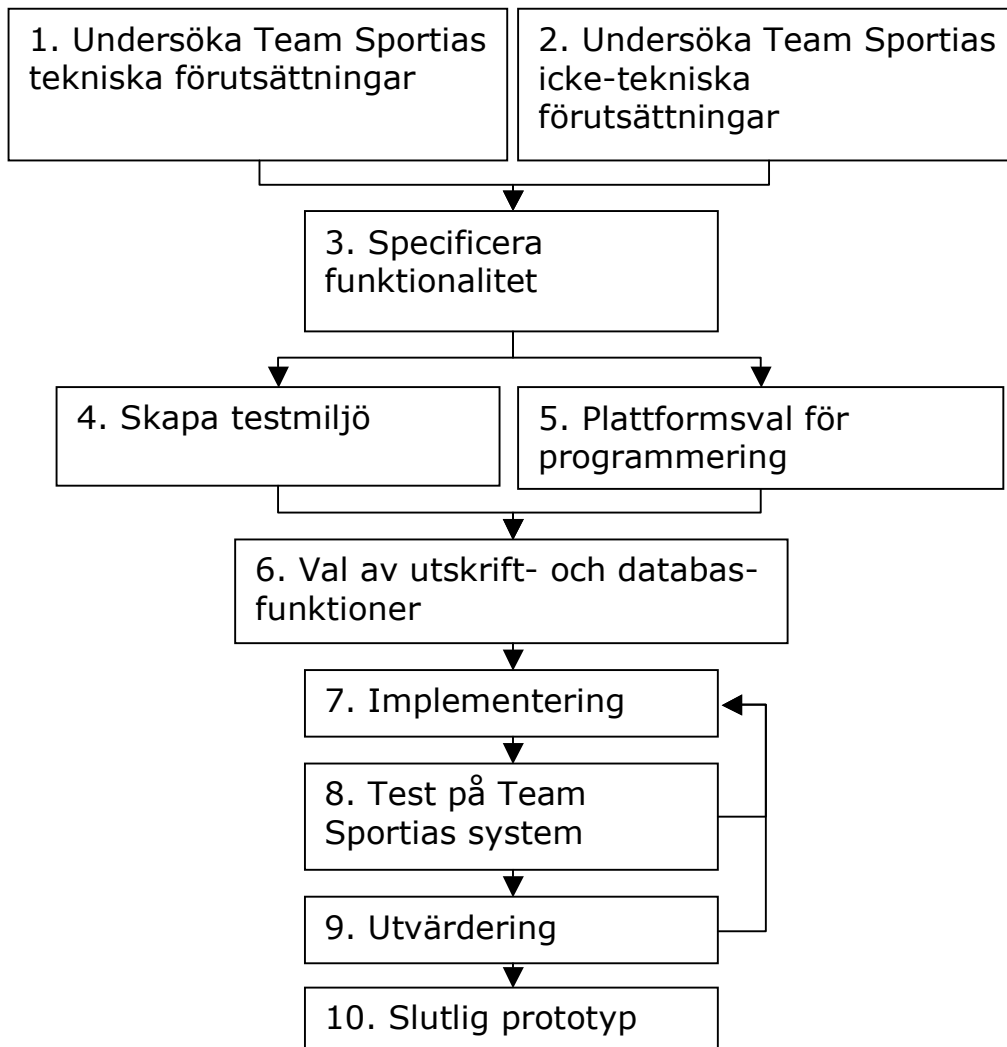 1. Undersöka Team Sportias
tekniska förutsättningar
2. Undersöka Team Sportias
icke-tekniska
förutsättningar
3. Specificera
funktionalitet
4. Skapa testmiljö
5. Plattformsval för
programmering
6. Val av utskrift- och databas-
funktioner
7. Implementering
8. Test på Team
Sportias system
9. Utvärdering
10. Slutlig prototyp